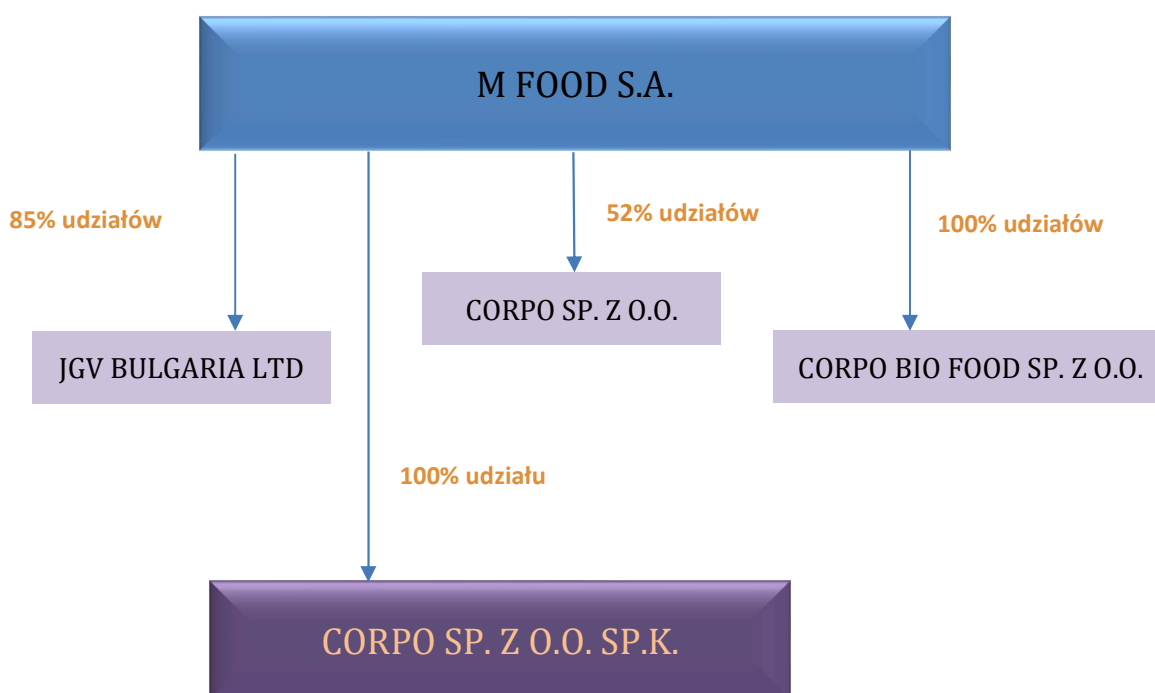 M FOOD S.A.
85% udziałów
52% udziałów
100% udziałów
CORPO SP. Z O.O.
JGV BULGARIA LTD
CORPO BIO FOOD SP. Z O.O.
100% udziału
CORPO SP. Z O.O. SP.K.